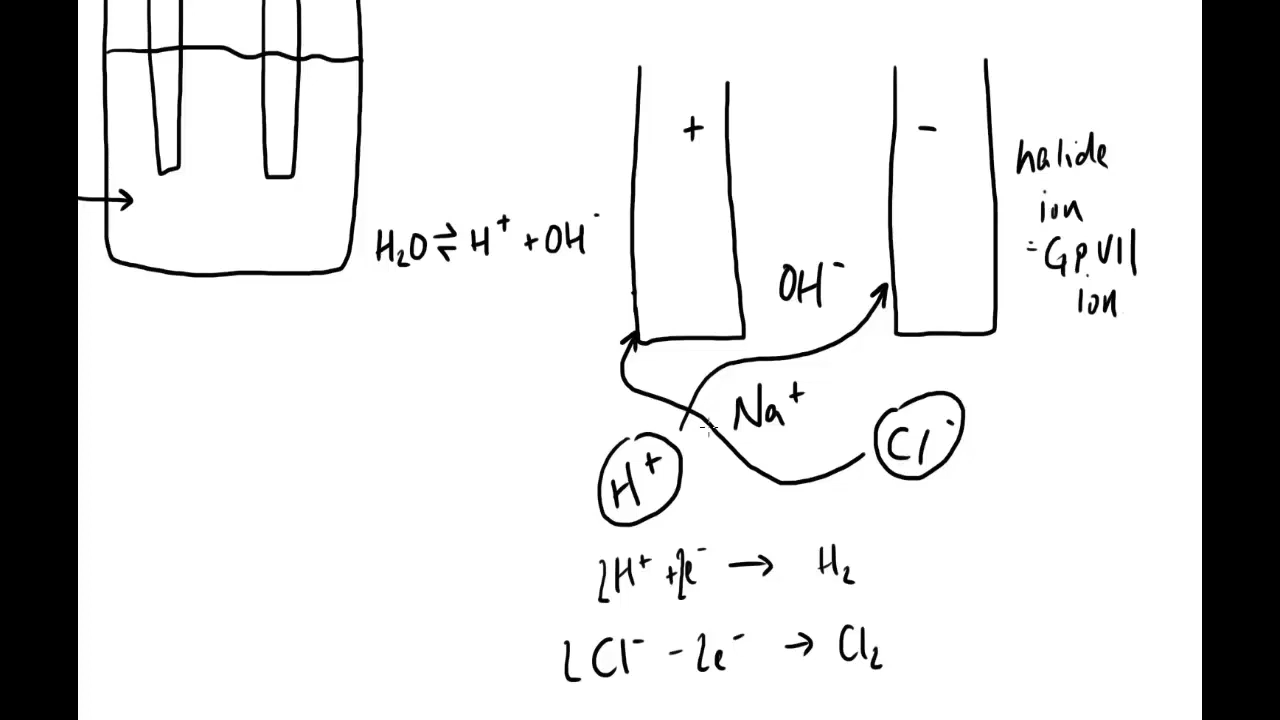 H₂O ⇌ H⁺ + OH⁻
+
-
halide
ion
=Gp VII
ion
OH⁻
Na⁺
H⁺
Cl⁻
2H⁺ + 2e⁻ → H₂
2Cl⁻ - 2e⁻ → Cl₂